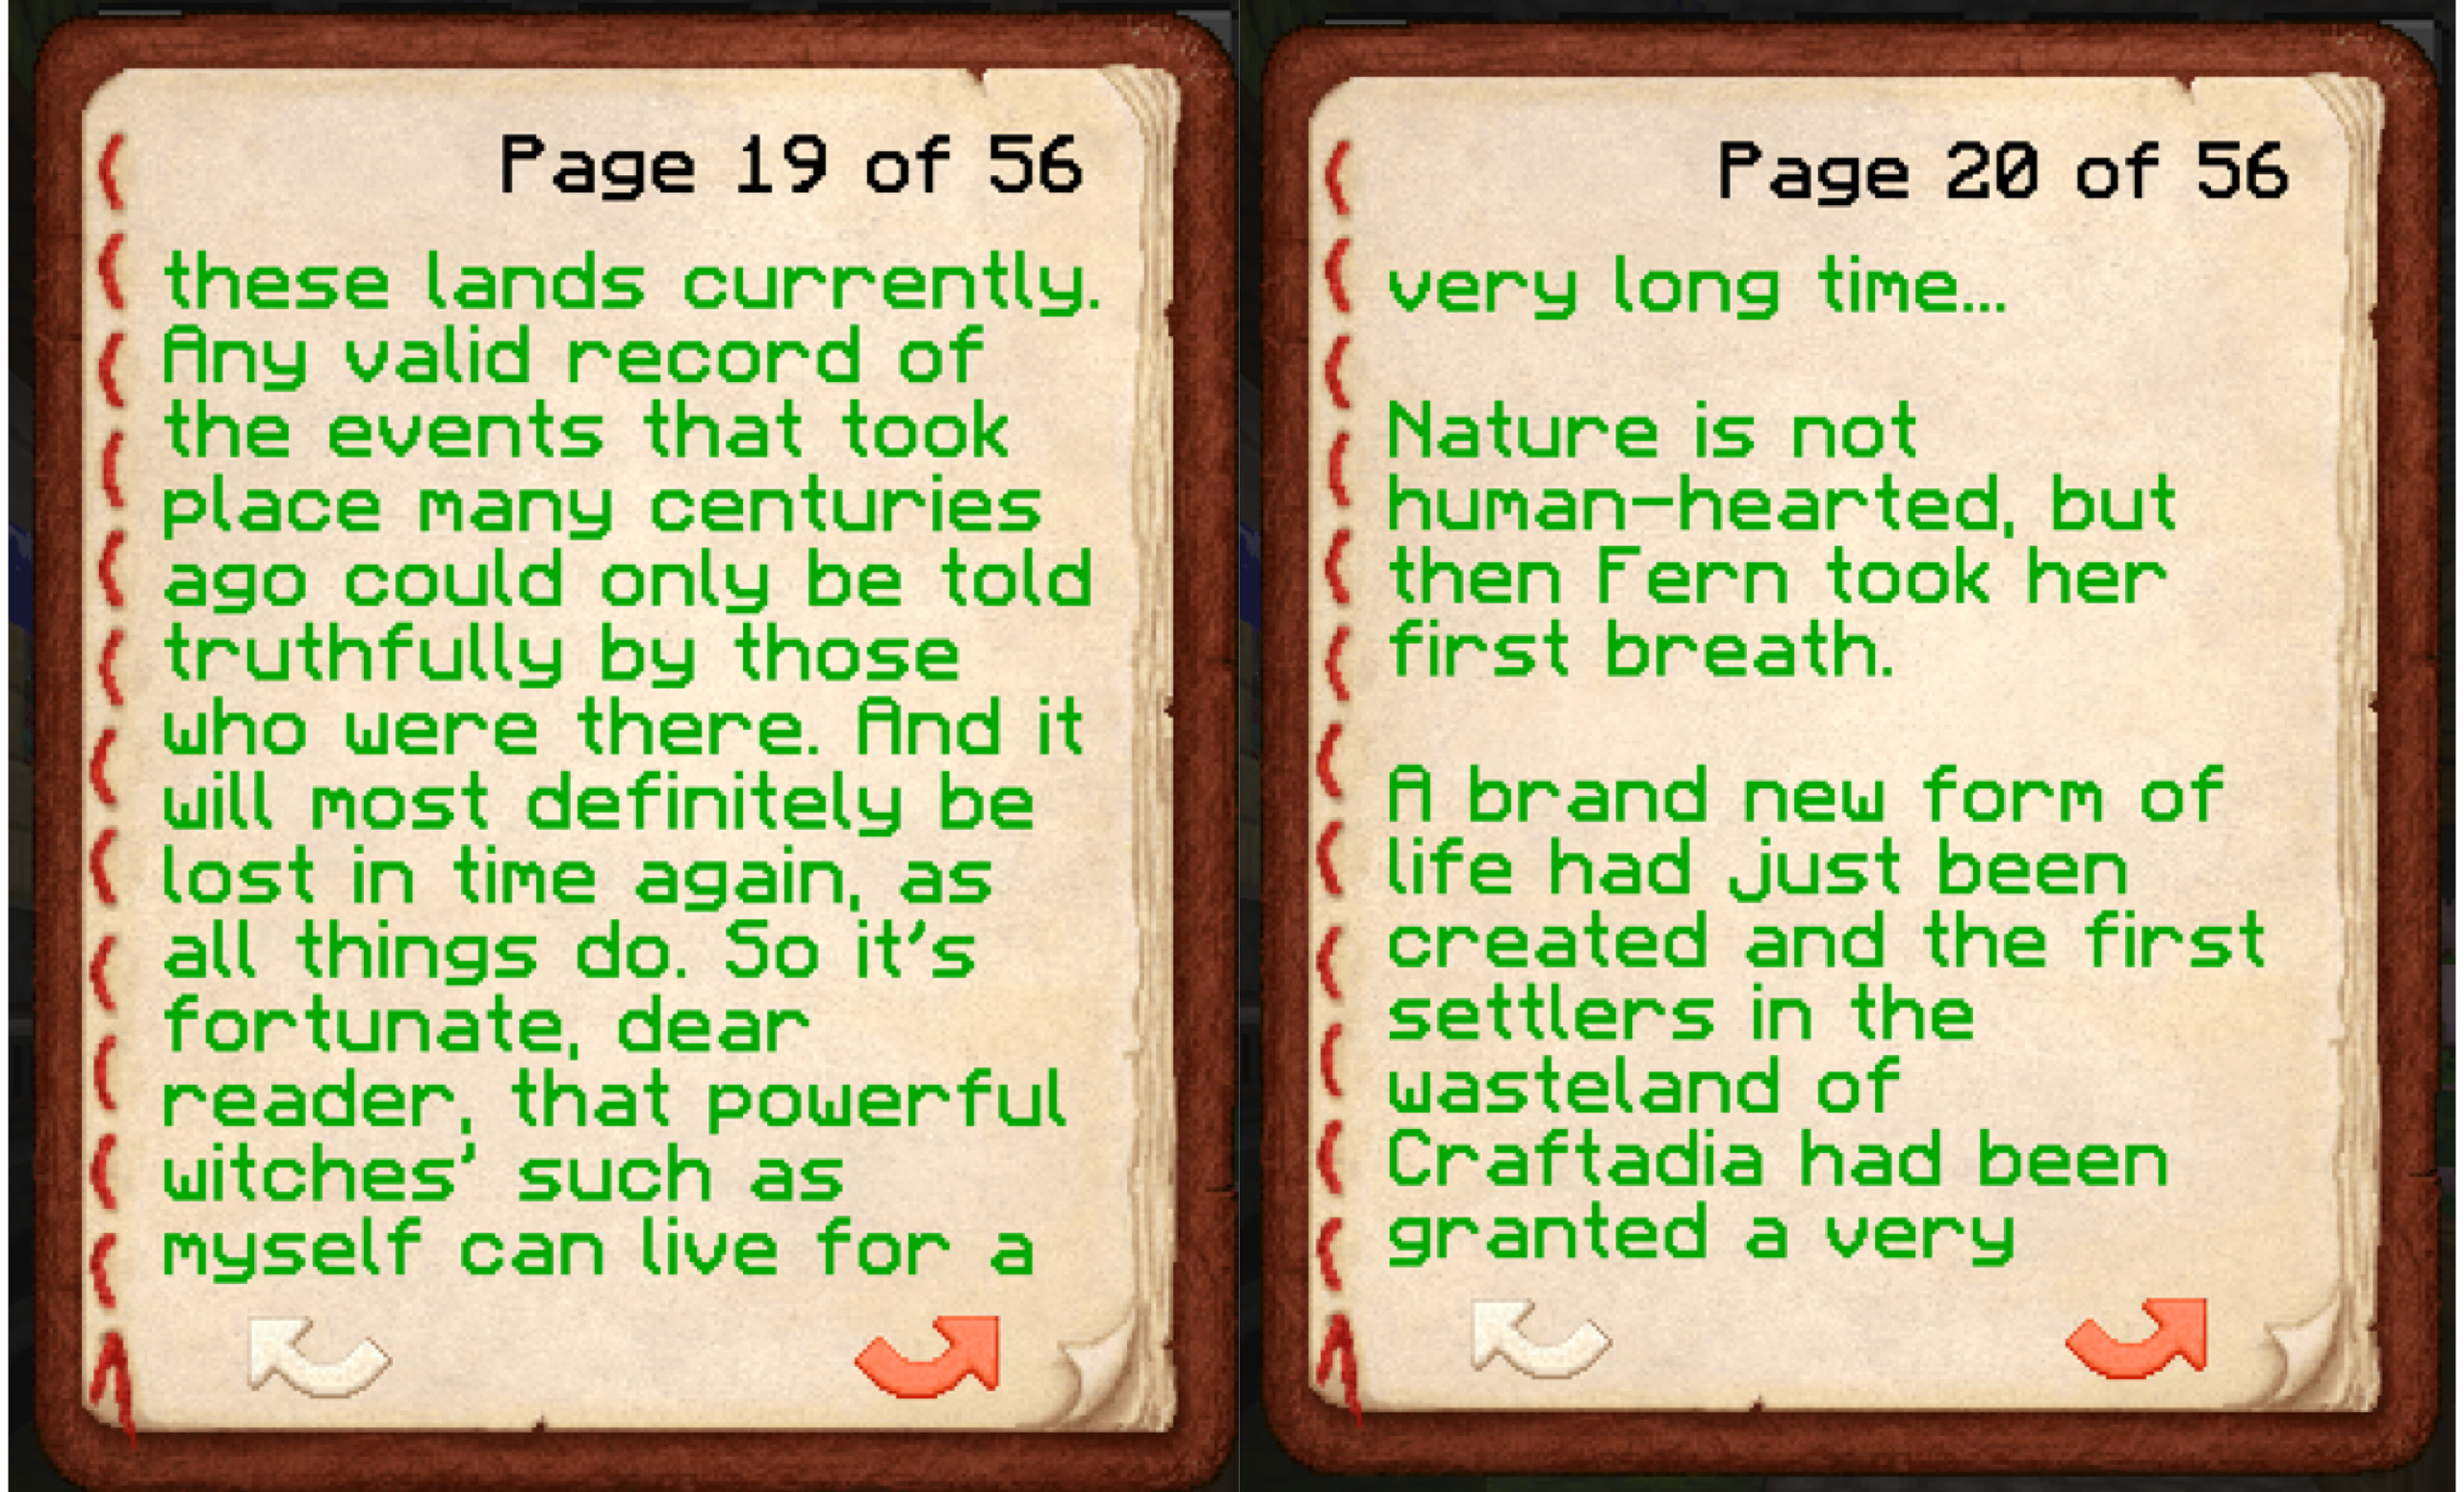 Page 19 of 56
these lands currently.
Any valid record of
the events that took
place many centuries
ago could only be told
truthfully by those
who were there. And it
will most definitely be
lost in time again, as
all things do. So it's
fortunate, dear
reader, that powerful
witches' such as
myself can live for a
Page 20 of 56
very long time...
Nature is not
human-hearted, but
then Fern took her
first breath.
A brand new form of
life had just been
created and the first
settlers in the
wasteland of
Craftadia had been
granted a very